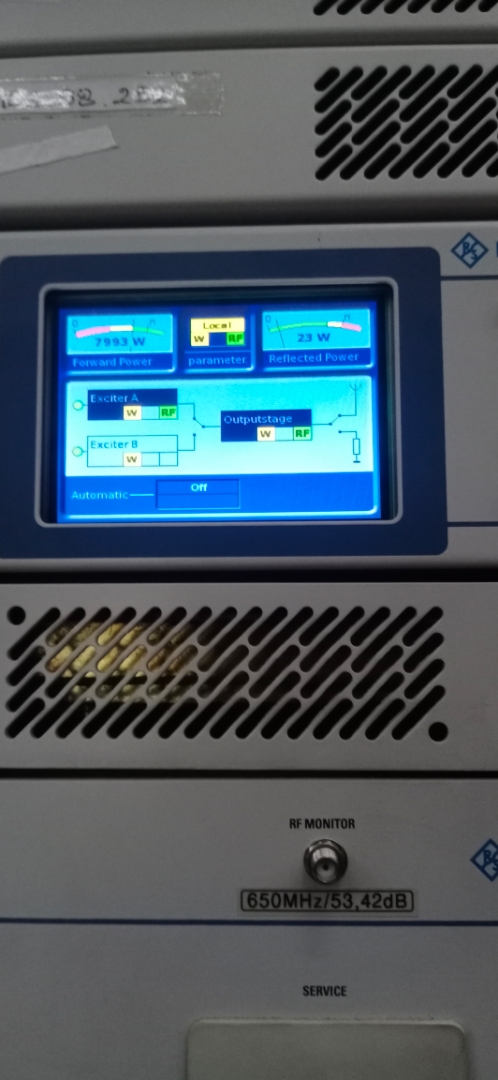 7993 W
Forward Power
Local
W RF
parameter.
23 W
Reflected Power
Exciter A
W RF
Exciter B
W
Outputstage
W RF
Automatic
Off
RF MONITOR
650MHz/53,42dB
SERVICE